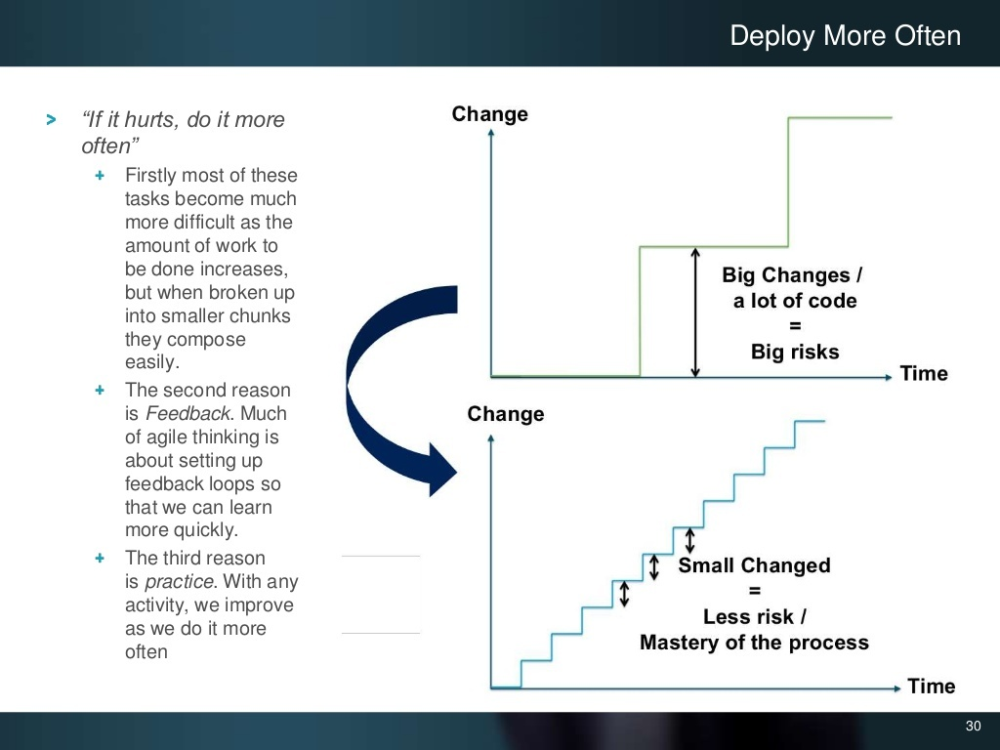 Deploy More Often
> “If it hurts, do it more
often”
+ Firstly most of these
tasks become much
more difficult as the
amount of work to
be done increases,
but when broken up
into smaller chunks
they compose
easily.
+ The second reason
is Feedback. Much
of agile thinking is
about setting up
feedback loops so
that we can learn
more quickly.
+ The third reason
is practice. With any
activity, we improve
as we do it more
often
Change
Big Changes /
a lot of code
=
Big risks
Time
Change
Small Changed
=
Less risk /
Mastery of the process
Time
30